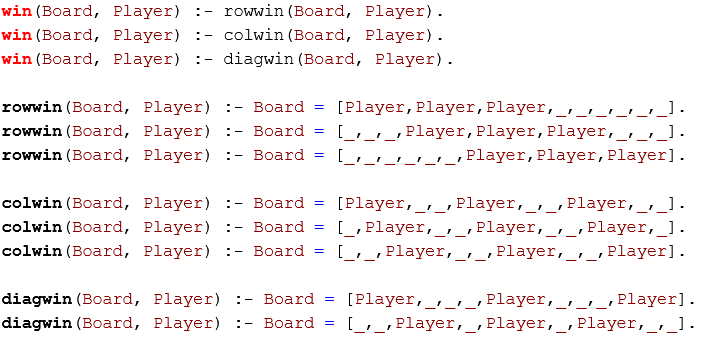 win(Board, Player) :- rowwin(Board, Player).
win(Board, Player) :- colwin(Board, Player).
win(Board, Player) :- diagwin(Board, Player).
rowwin(Board, Player) :- Board = [Player,Player,Player,_,_,_,_,_,_].
rowwin(Board, Player) :- Board = [_,_,_,Player,Player,Player,_,_,_].
rowwin(Board, Player) :- Board = [_,_,_,_,_,_,Player,Player,Player].
colwin(Board, Player) :- Board = [Player,_,_,Player,_,_,Player,_,_].
colwin(Board, Player) :- Board = [_,Player,_,_,Player,_,_,Player,_].
colwin(Board, Player) :- Board = [_,_,Player,_,_,Player,_,_,Player].
diagwin(Board, Player) :- Board = [Player,_,_,_,Player,_,_,_,Player].
diagwin(Board, Player) :- Board = [_,_,Player,_,Player,_,Player,_,_].